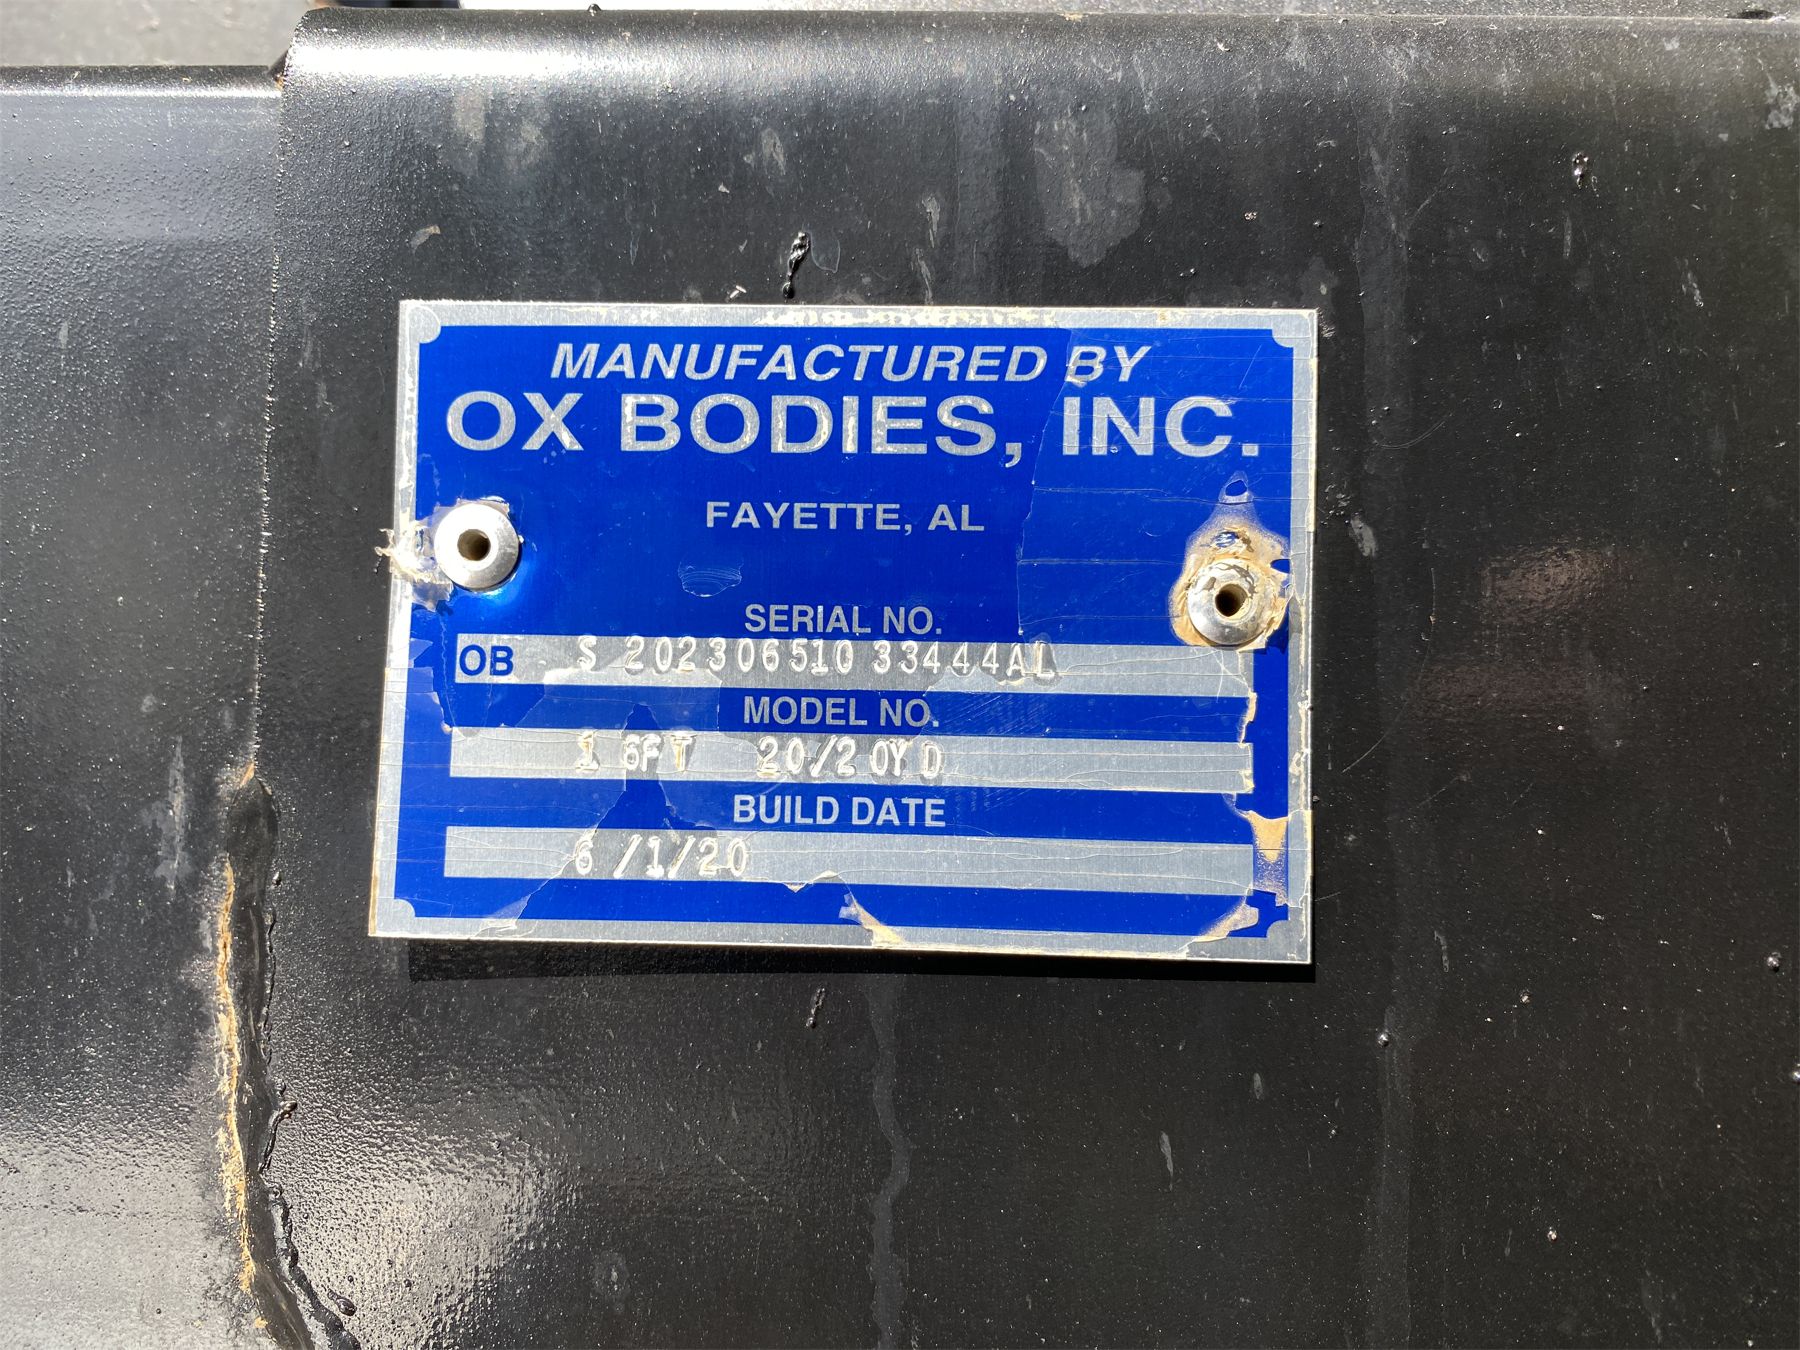 MANUFACTURED BY
OX BODIES, INC.
FAYETTE, AL
SERIAL NO.
OB S 202306510 33444AL
MODEL NO.
16FT 20/20YD
BUILD DATE
6/1/20